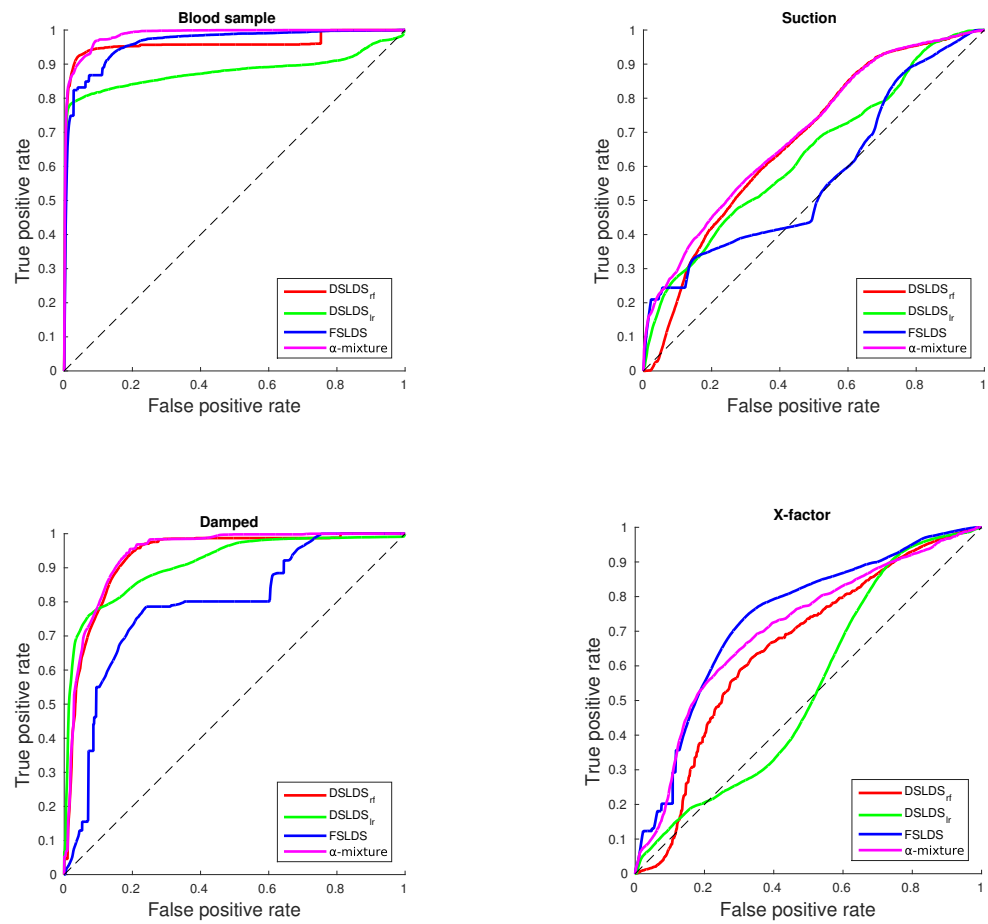 Blood sample
True positive rate
1
0.9
0.8
0.7
0.6
0.5
0.4
0.3
0.2
0.1
0
0 0.2 0.4 0.6 0.8 1
False positive rate
DSLDS_rf
DSLDS_lr
FSLDS
α-mixture
Suction
True positive rate
1
0.9
0.8
0.7
0.6
0.5
0.4
0.3
0.2
0.1
0
0 0.2 0.4 0.6 0.8 1
False positive rate
DSLDS_rf
DSLDS_lr
FSLDS
α-mixture
Damped
True positive rate
1
0.9
0.8
0.7
0.6
0.5
0.4
0.3
0.2
0.1
0
0 0.2 0.4 0.6 0.8 1
False positive rate
DSLDS_rf
DSLDS_lr
FSLDS
α-mixture
X-factor
True positive rate
1
0.9
0.8
0.7
0.6
0.5
0.4
0.3
0.2
0.1
0
0 0.2 0.4 0.6 0.8 1
False positive rate
DSLDS_rf
DSLDS_lr
FSLDS
α-mixture